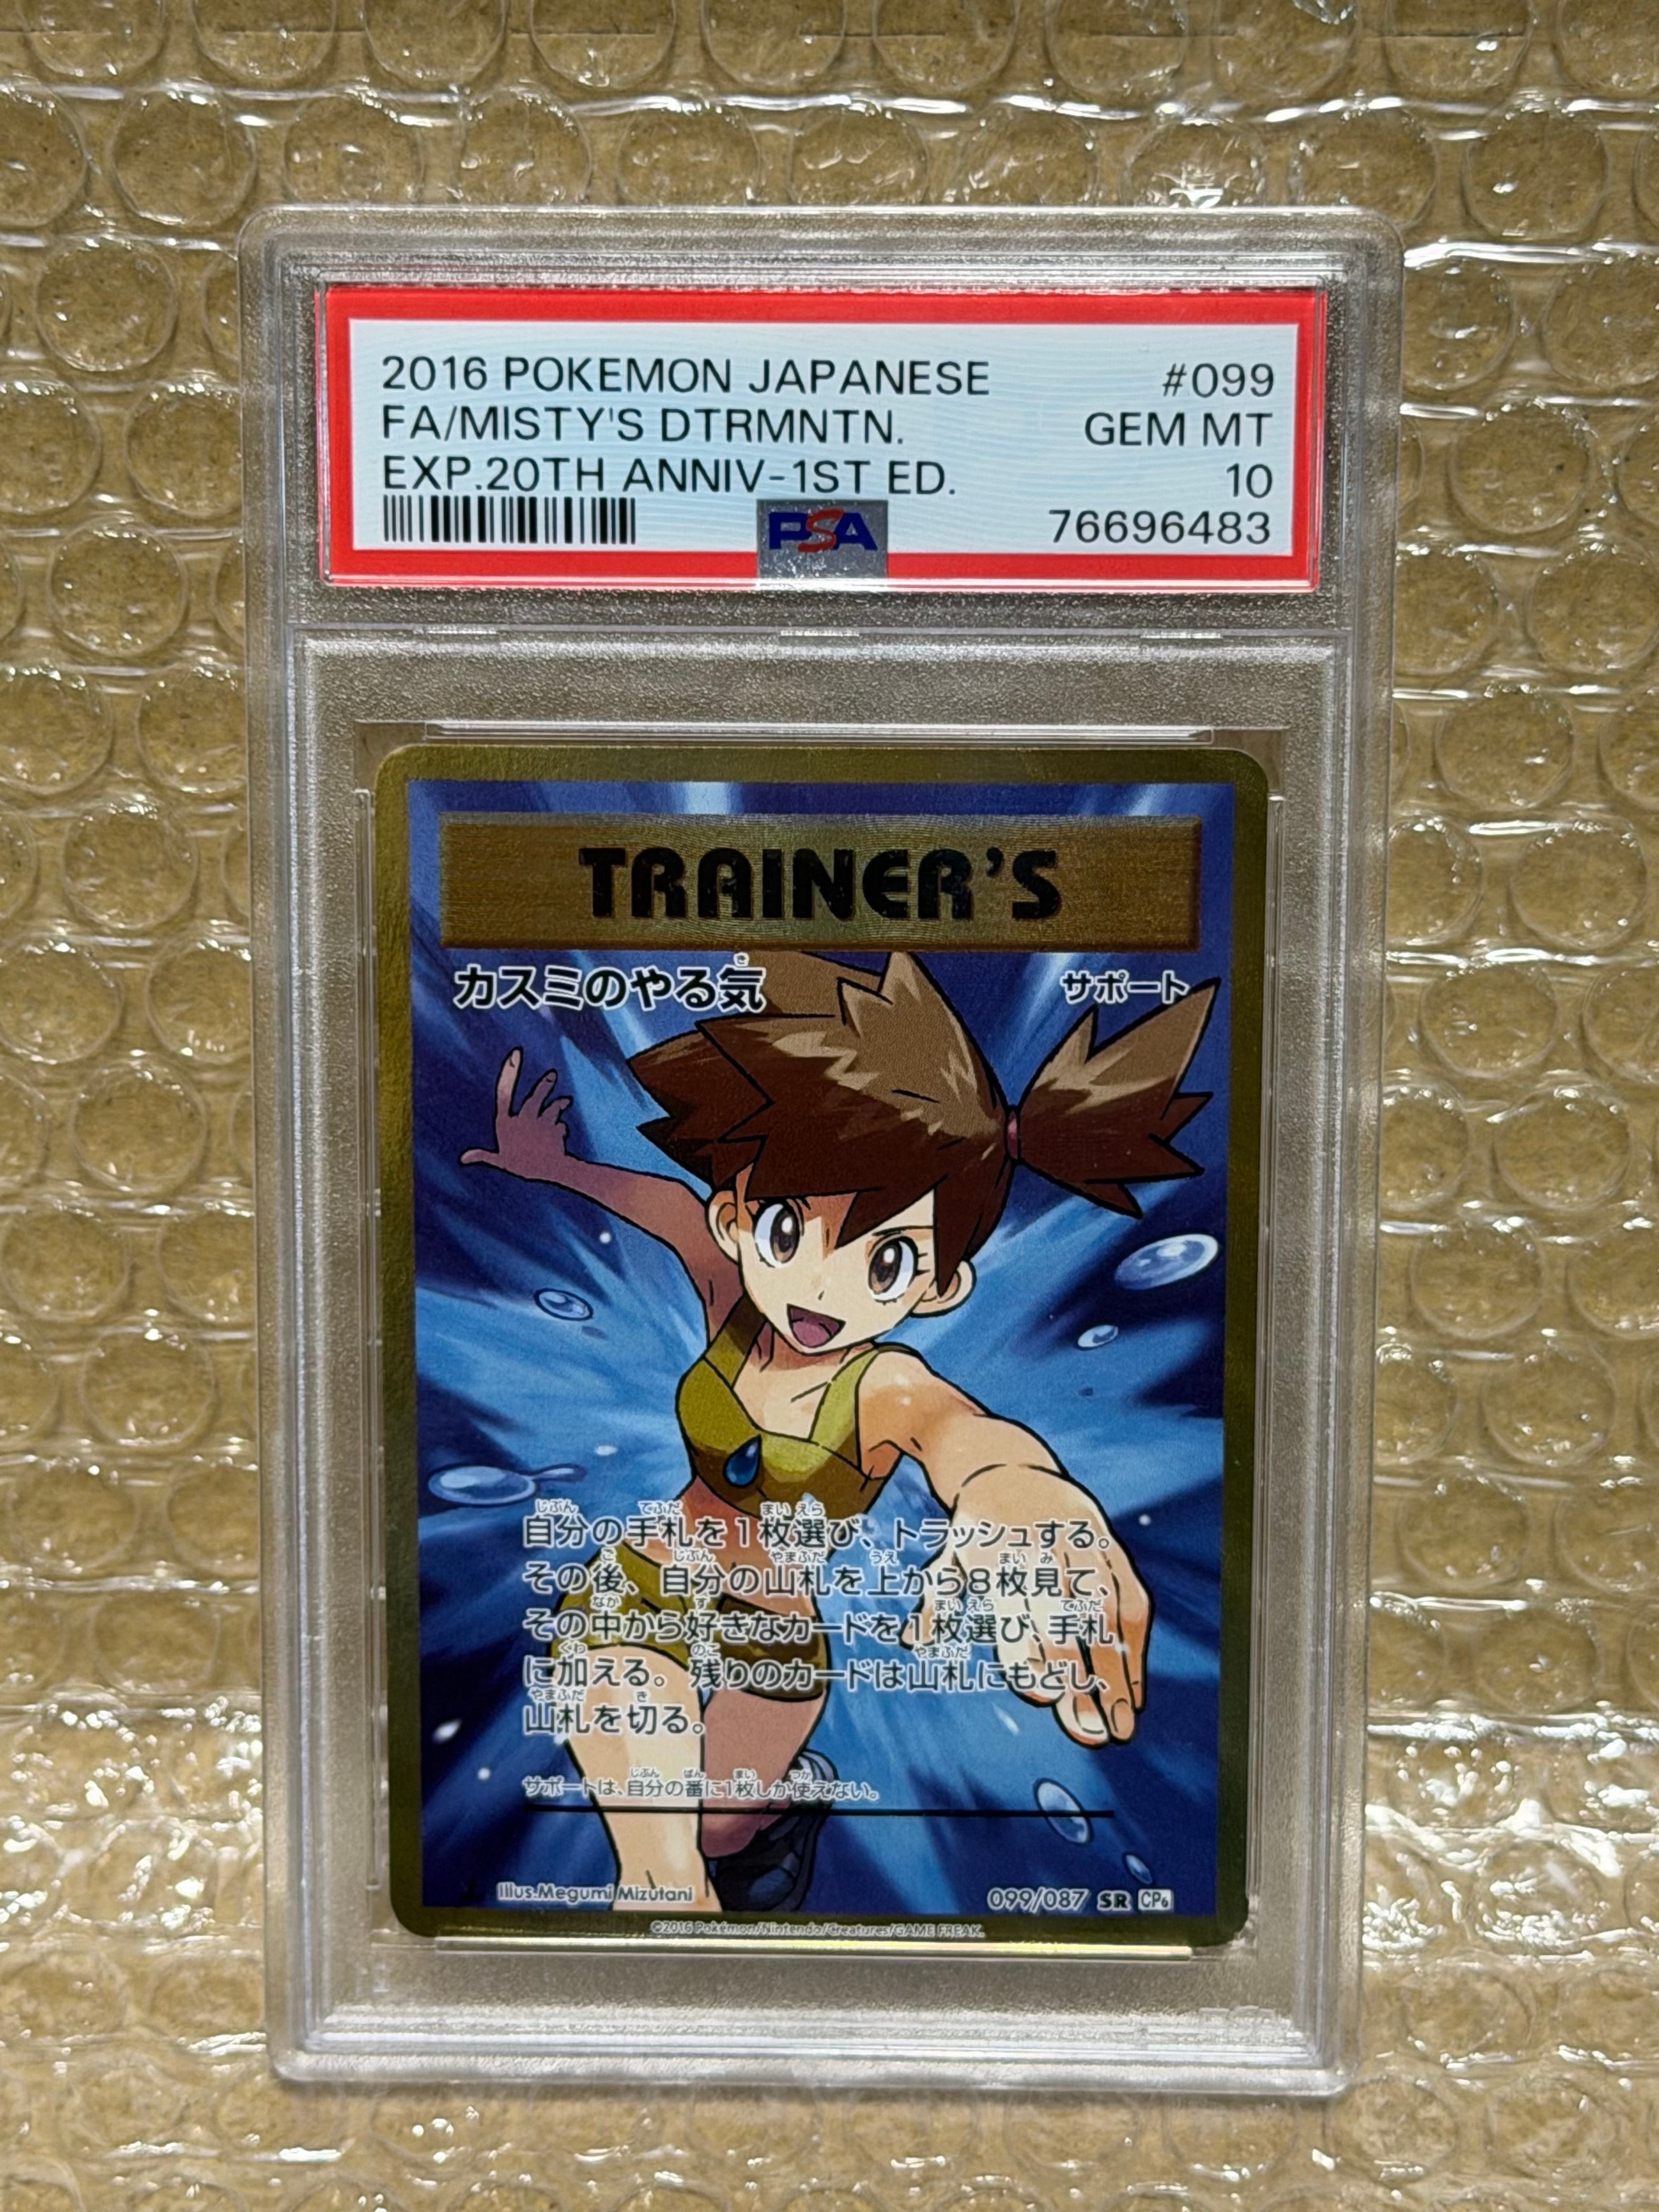 2016 POKEMON JAPANESE #099
FA/MISTY'S DTRMNTN. GEM MT
EXP.20TH ANNIV-1ST ED. 10
PSA 76696483
TRAINER'S
カスミのやる気 サポート
自分の手札を1枚選び、トラッシュする。
その後、自分の山札を上から8枚見て、
その中から好きなカードを1枚選び、手札
に加える。残りのカードは山札にもどし、
山札を切る。
サポートは、自分の番に1枚しか使えない。
Illus.Megumi Mizutani 099/087 SR CP6
©2016 Pokémon/Nintendo/Creatures/GAME FREAK.